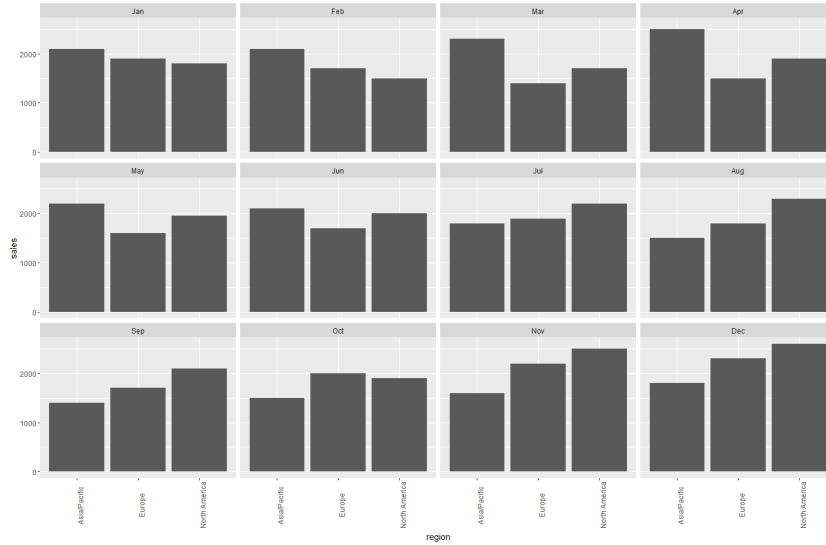 Jan Feb Mar Apr
2000
1000
0
May Jun Jul Aug
2000
1000
0
sales
Sep Oct Nov Dec
2000
1000
0
Asia/Pacific Europe North America Asia/Pacific Europe North America Asia/Pacific Europe North America Asia/Pacific Europe North America
region